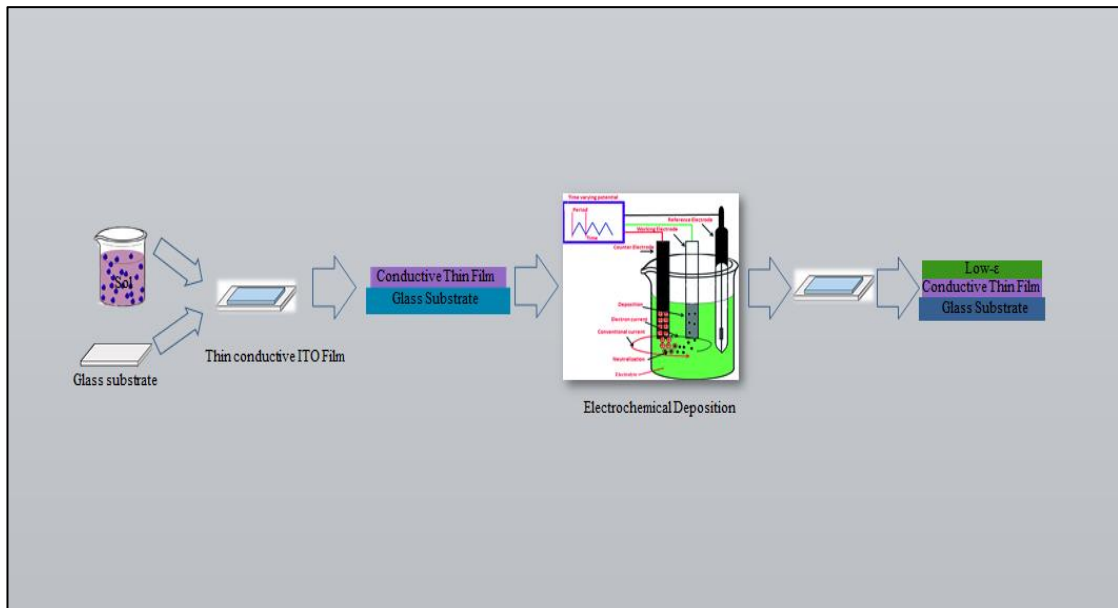 Sol
Glass substrate
Thin conductive ITO Film
Conductive Thin Film
Glass Substrate
Time varying potential
Period
Time
Reference Electrode
Working Electrode
Counter Electrode
Deposition
Electron current
Conventional current
Neutralization
Electrochemical Deposition
Low-ε
Conductive Thin Film
Glass Substrate